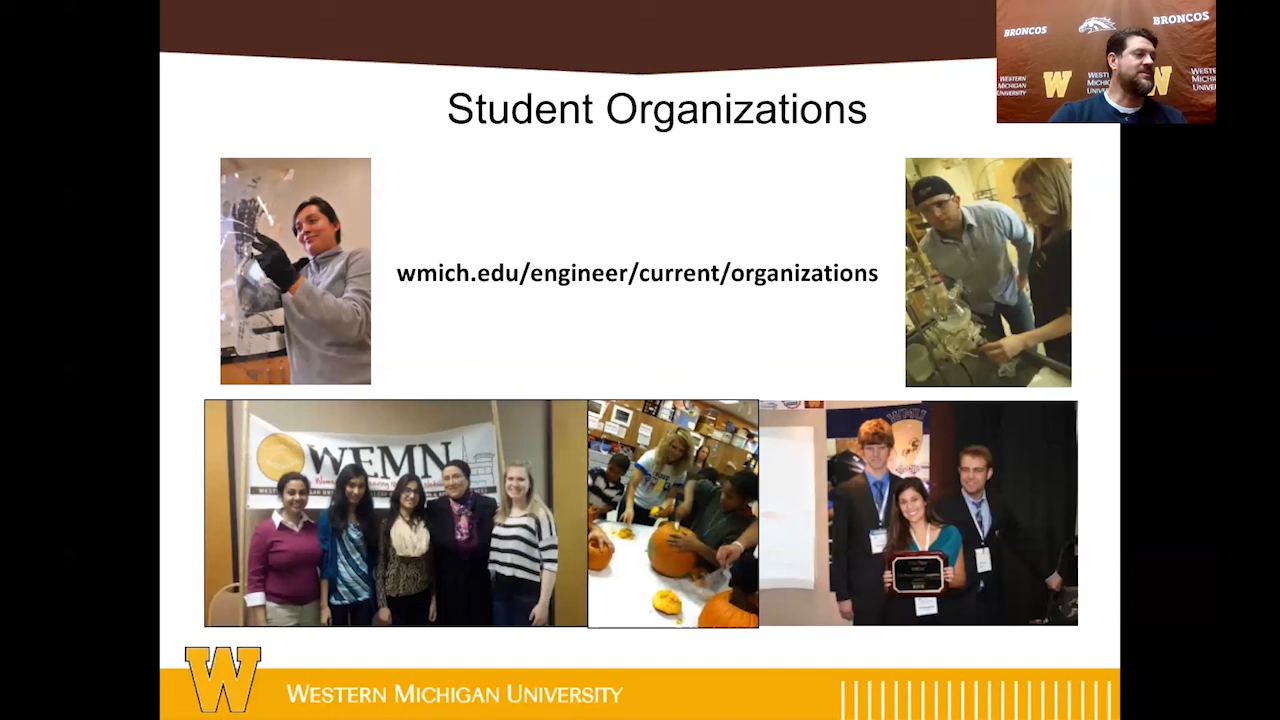 BRONCOS
BRONCOS
WESTERN
MICHIGAN
UNIVERSITY
W
W
Student Organizations
wmich.edu/engineer/current/organizations
WEMN
W
WESTERN MICHIGAN UNIVERSITY